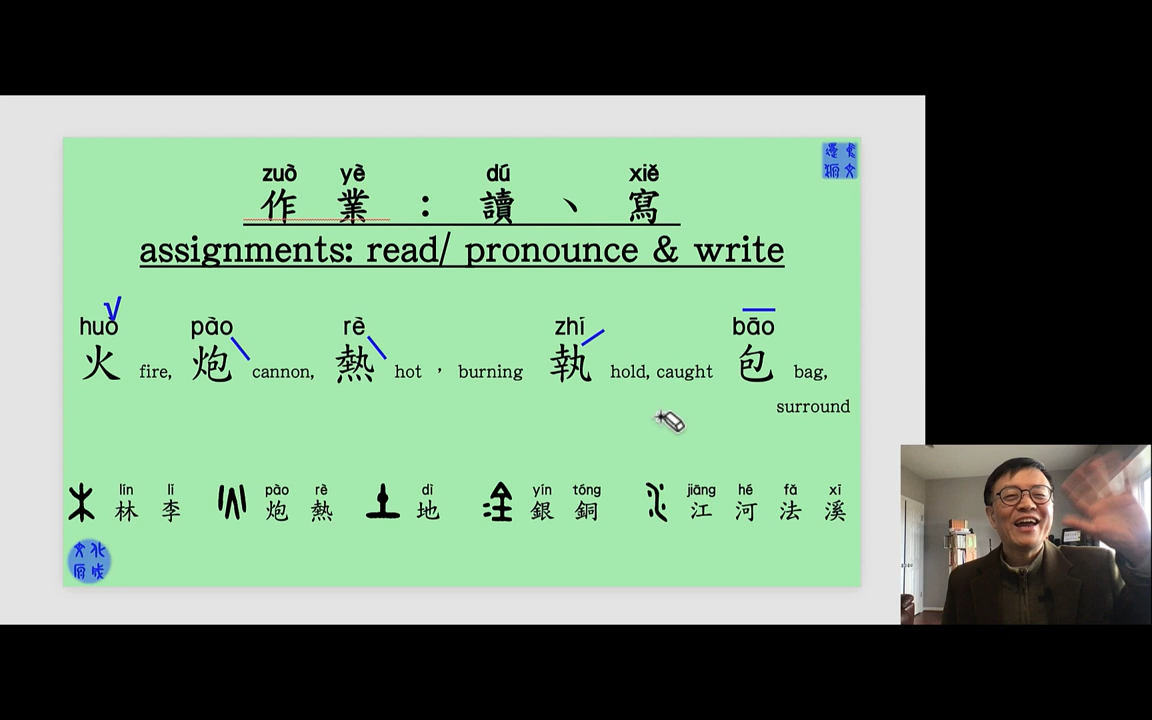 zuò yè dú xiě
作 業 : 讀 、 寫
assignments: read/ pronounce & write
huǒ pào rè zhí bāo
火 fire, 炮 cannon, 熱 hot , burning 執 hold, caught 包 bag,
surround
lín lǐ pào rè dì yín tóng jiāng hé fǎ xī
林 李 炮 熱 地 銀 銅 江 河 法 溪